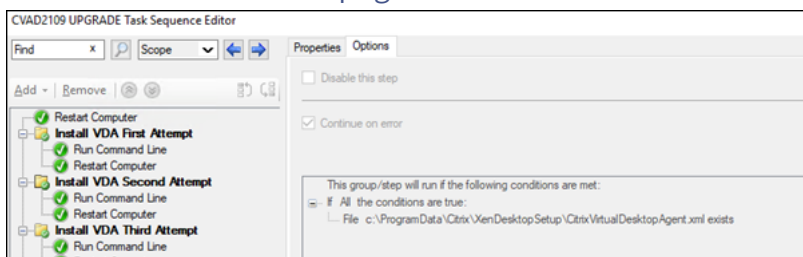 CVAD2109 UPGRADE Task Sequence Editor
Find x Scope
Properties Options
Add Remove
Disable this step
Continue on error
Restart Computer
Install VDA First Attempt
Run Command Line
Restart Computer
Install VDA Second Attempt
Run Command Line
Restart Computer
Install VDA Third Attempt
Run Command Line
This group/step will run if the following conditions are met:
If All the conditions are true:
File c:\ProgramData\Citrix\XenDesktopSetup\CitrixVirtualDesktopAgent.xml exists